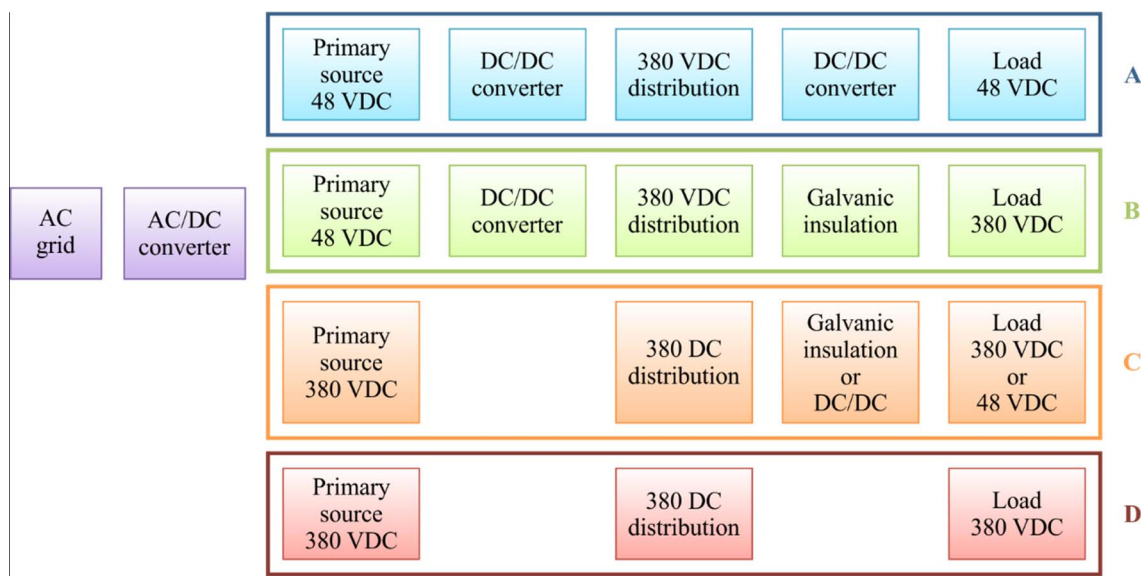 AC
grid
AC/DC
converter
Primary
source
48 VDC
DC/DC
converter
380 VDC
distribution
DC/DC
converter
Load
48 VDC
A
Primary
source
48 VDC
DC/DC
converter
380 VDC
distribution
Galvanic
insulation
Load
380 VDC
B
Primary
source
380 VDC
380 DC
distribution
Galvanic
insulation
or
DC/DC
Load
380 VDC
or
48 VDC
C
Primary
source
380 VDC
380 DC
distribution
Load
380 VDC
D